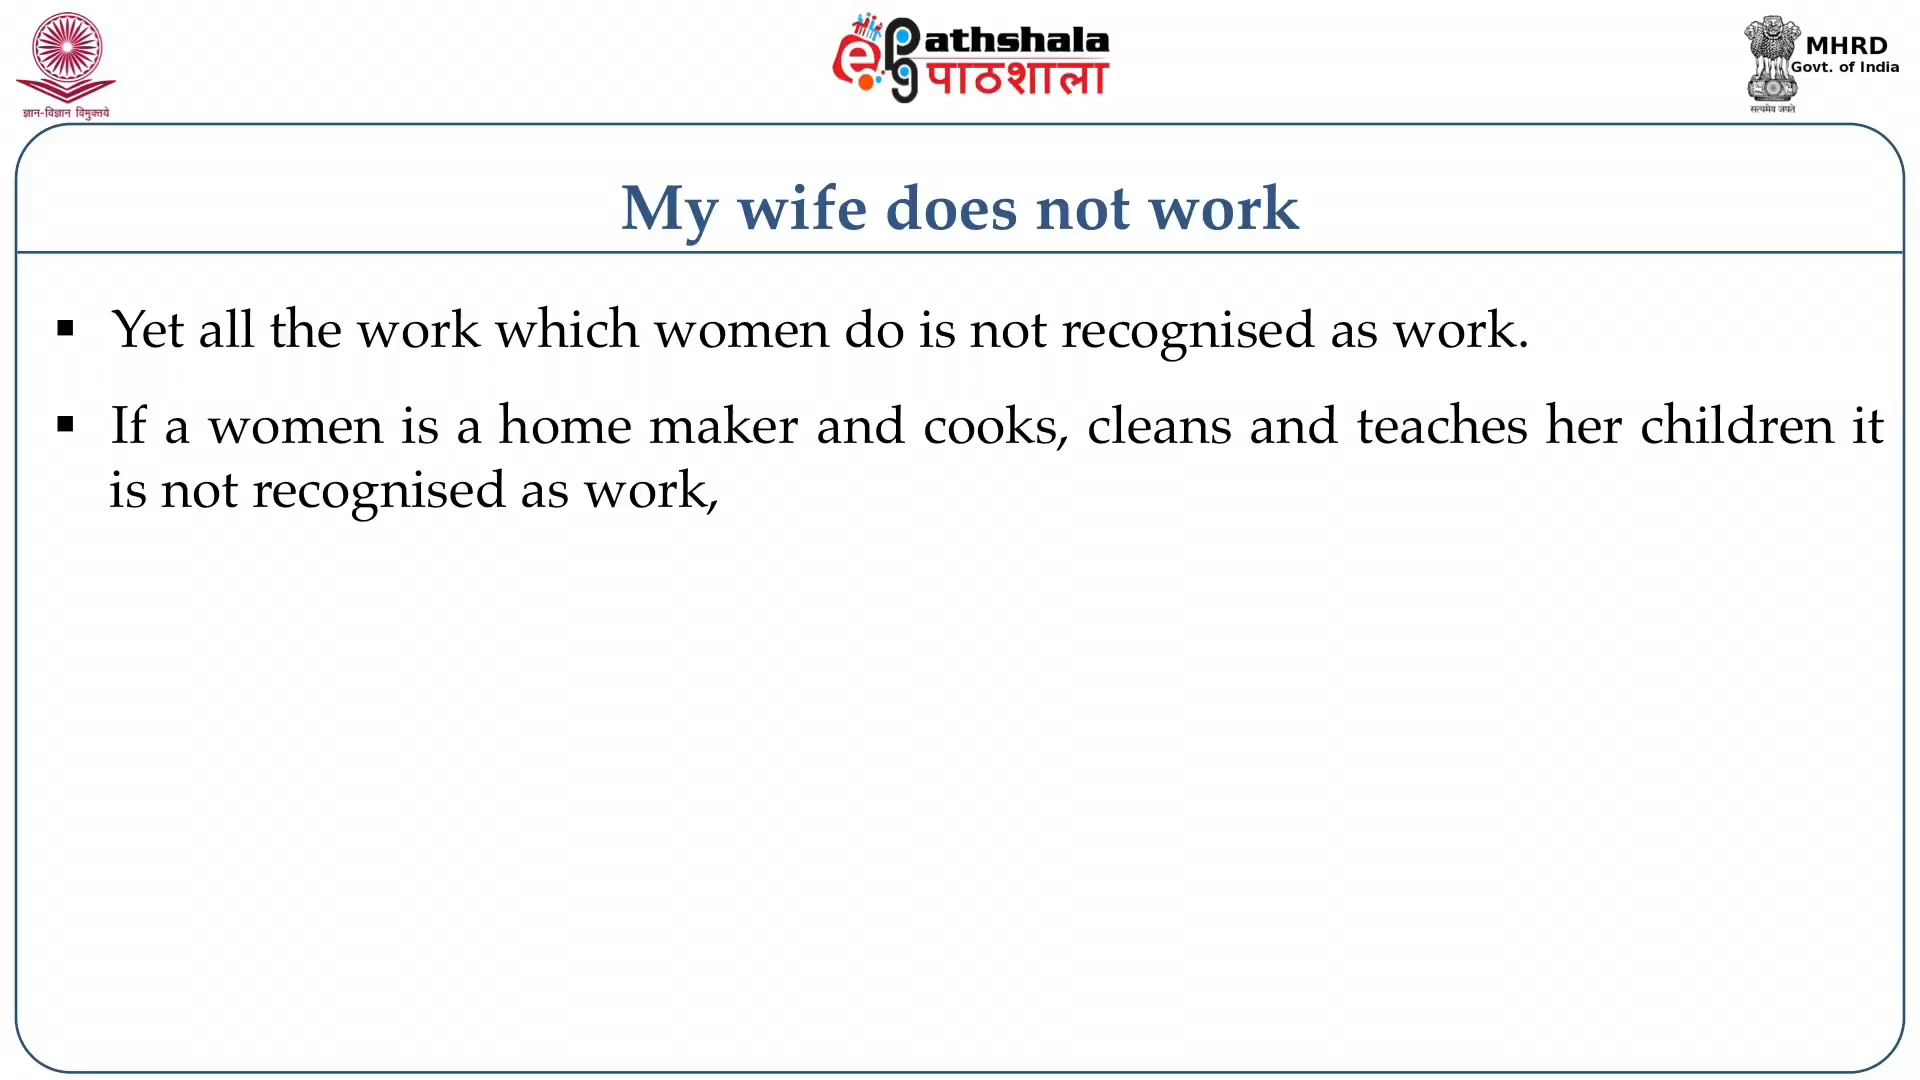 ज्ञान-विज्ञान विमुक्तये
e Pg Pathshala
पाठशाला
MHRD
Govt. of India
सत्यमेव जयते
My wife does not work
▪ Yet all the work which women do is not recognised as work.
▪ If a women is a home maker and cooks, cleans and teaches her children it
is not recognised as work,